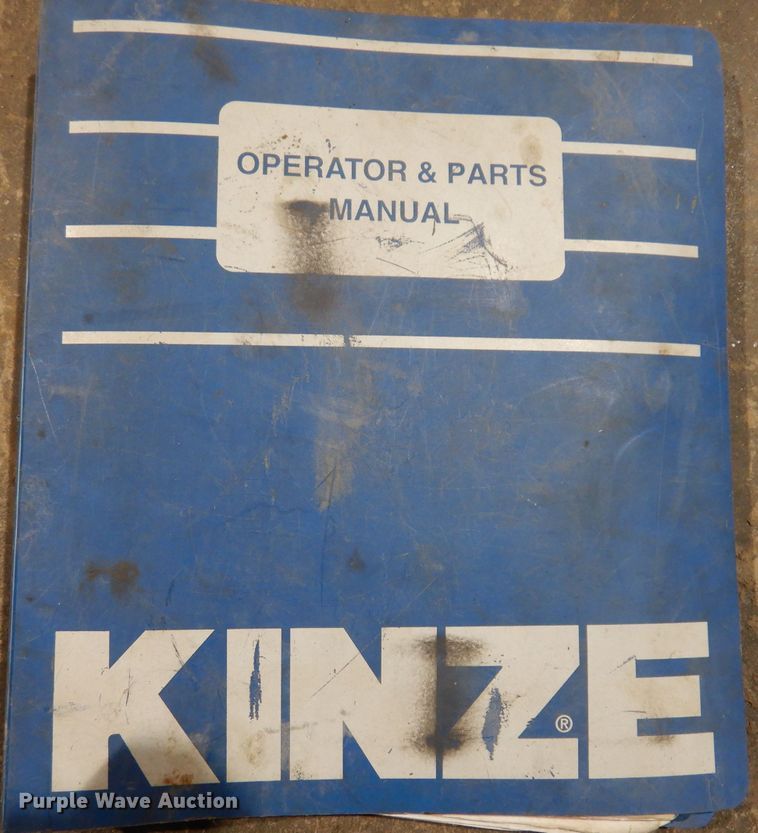 OPERATOR & PARTS
MANUAL
KINZE®
Purple Wave Auction